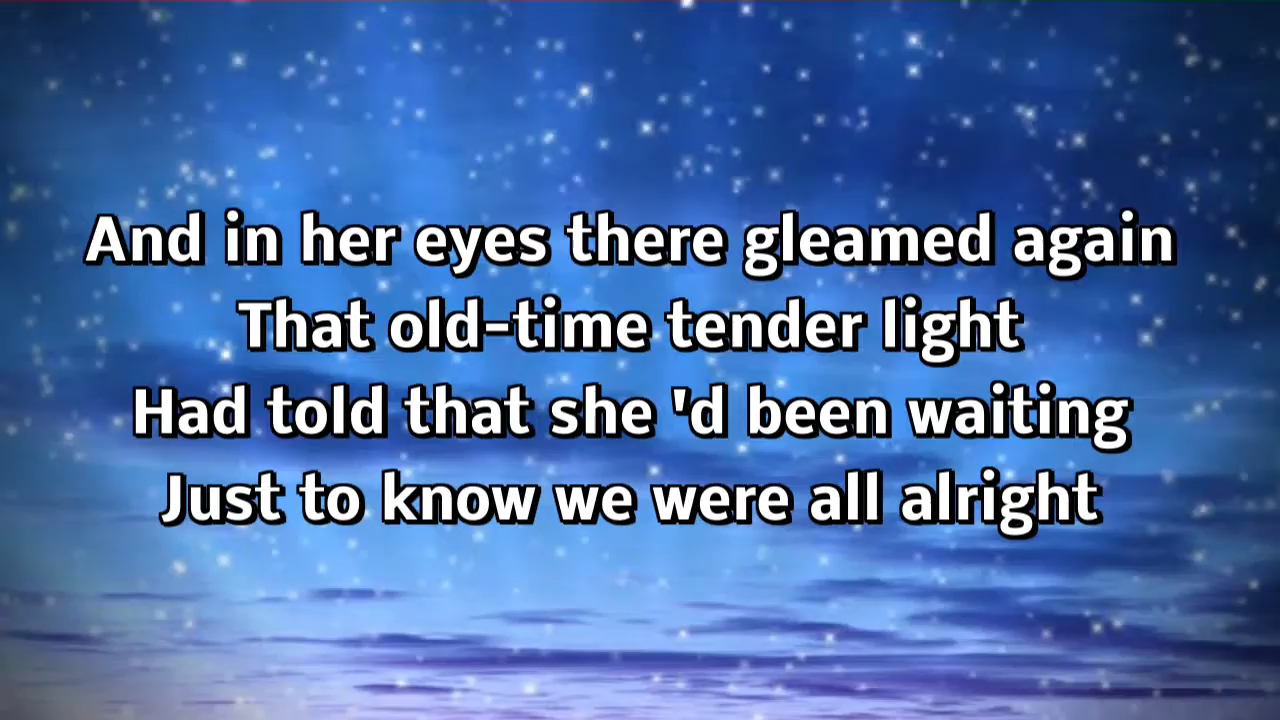 And in her eyes there gleamed again
That old-time tender light
Had told that she 'd been waiting
Just to know we were all alright